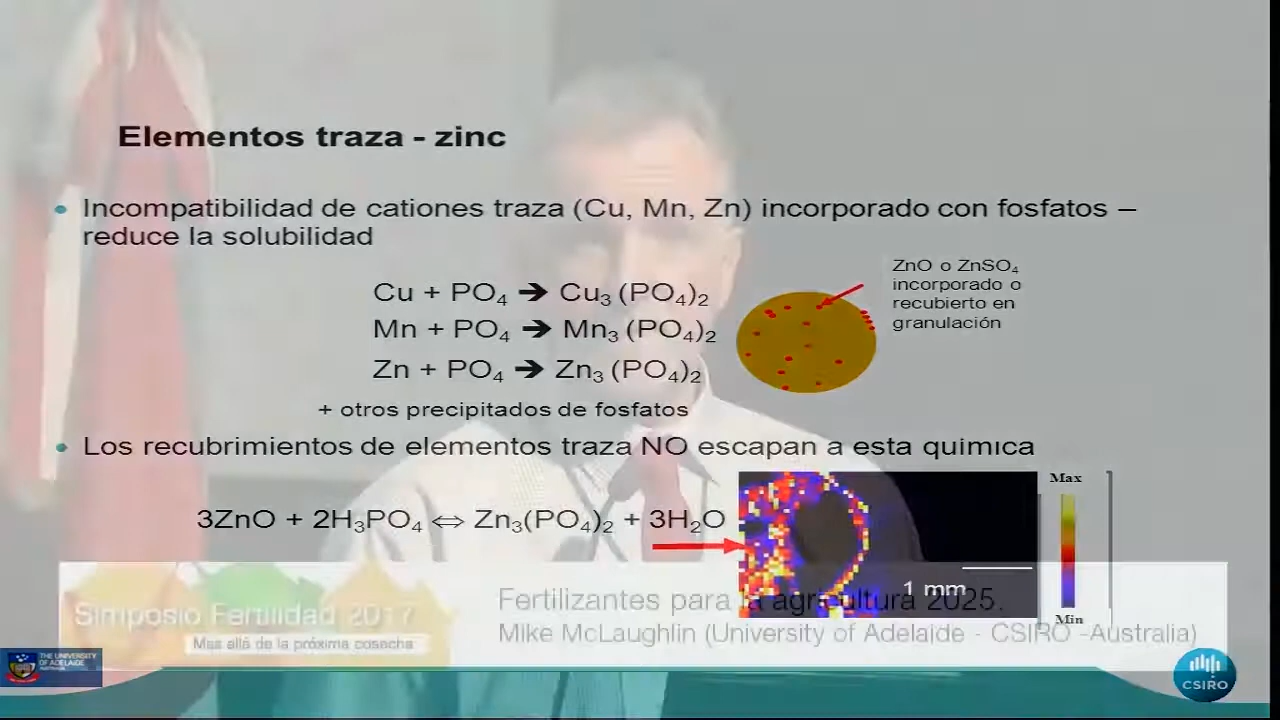 Elementos traza - zinc
• Incompatibilidad de cationes traza (Cu, Mn, Zn) incorporado con fosfatos –
reduce la solubilidad
ZnO o ZnSO₄
incorporado o
recubierto en
granulación
Cu + PO₄ ➔ Cu₃ (PO₄)₂
Mn + PO₄ ➔ Mn₃ (PO₄)₂
Zn + PO₄ ➔ Zn₃ (PO₄)₂
+ otros precipitados de fosfatos
• Los recubrimientos de elementos traza NO escapan a esta química
3ZnO + 2H₃PO₄ ⇔ Zn₃(PO₄)₂ + 3H₂O
Max
1 mm
Min
Simposio Fertilidad 2017
Mas allá de la próxima cosecha
Fertilizantes para la agricultura 2025.
Mike McLaughlin (University of Adelaide - CSIRO -Australia)
THE UNIVERSITY
OF ADELAIDE
AUSTRALIA
CSIRO